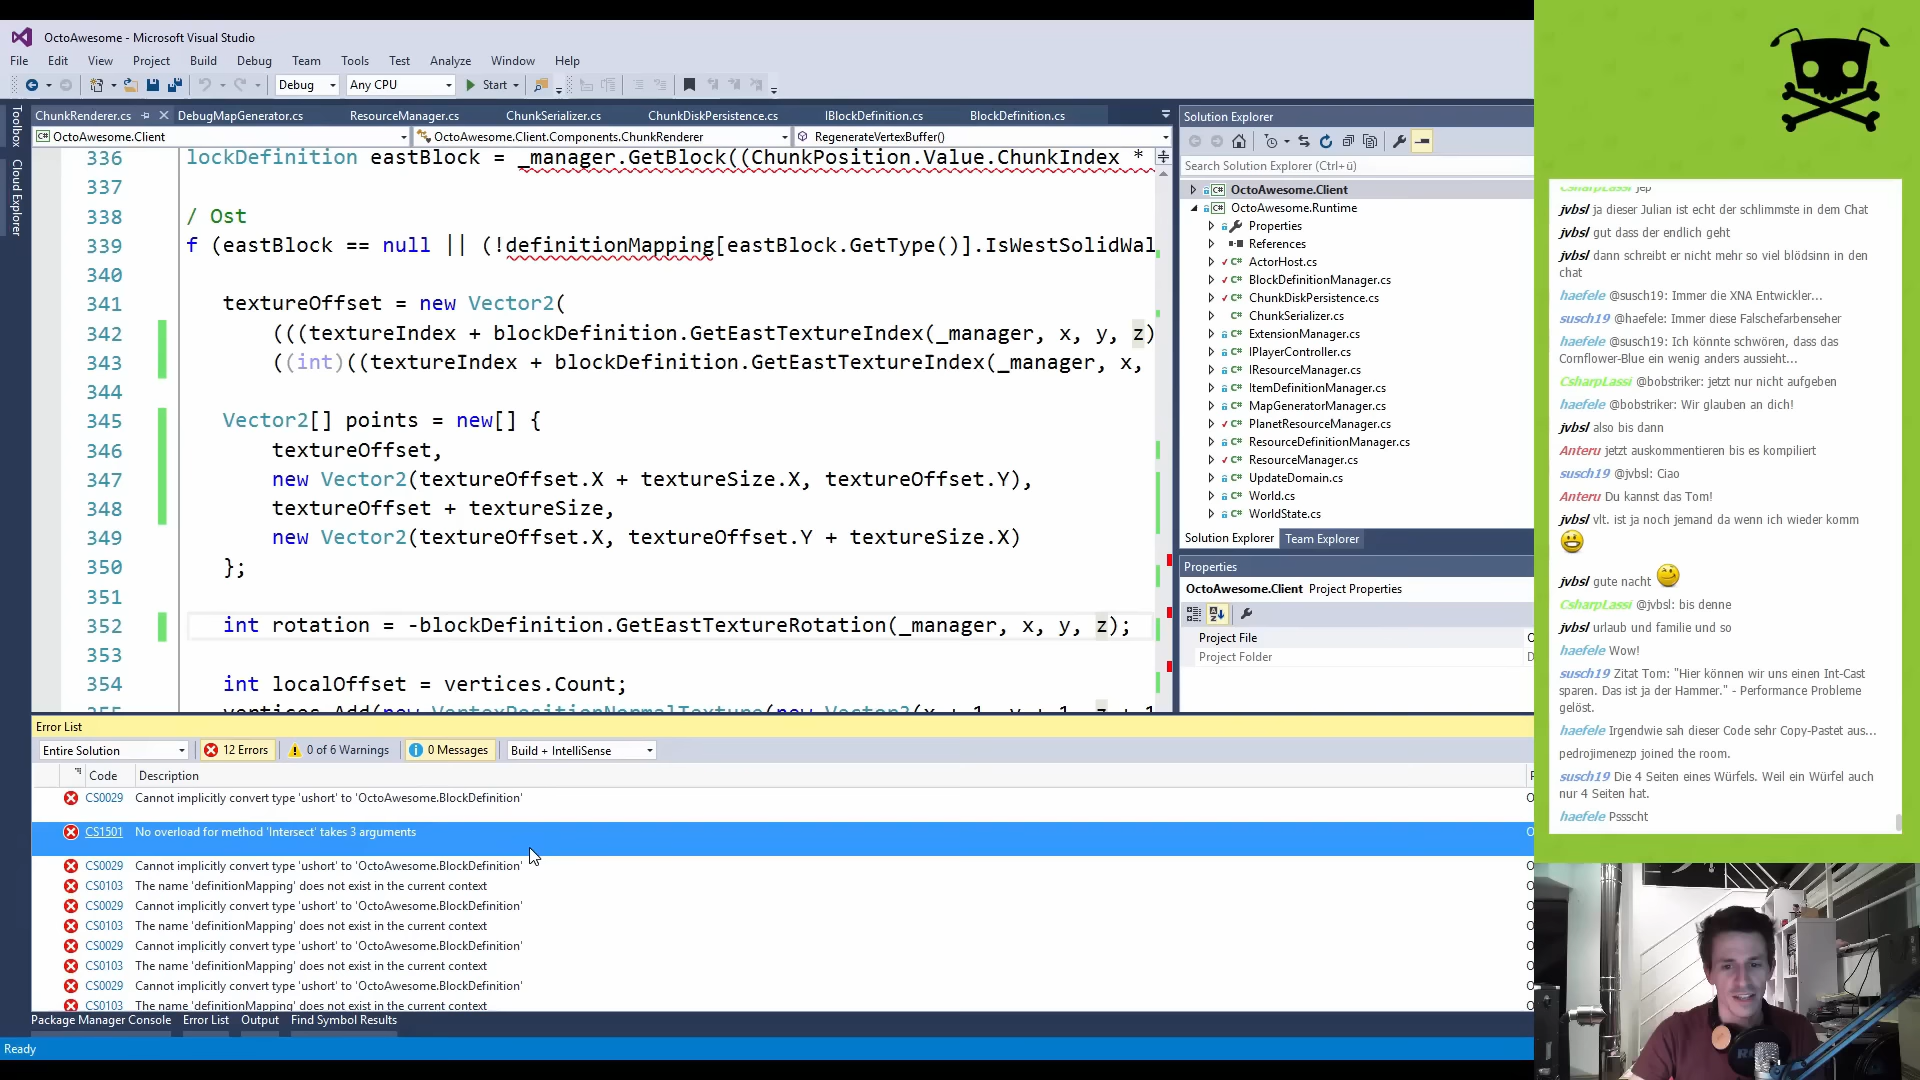 OctoAwesome - Microsoft Visual Studio
File Edit View Project Build Debug Team Tools Test Analyze Window Help
Debug Any CPU Start
Toolbox
Cloud Explorer
ChunkRenderer.cs DebugMapGenerator.cs ResourceManager.cs ChunkSerializer.cs ChunkDiskPersistence.cs IBlockDefinition.cs BlockDefinition.cs
OctoAwesome.Client OctoAwesome.Client.Components.ChunkRenderer RegenerateVertexBuffer()
336 lockDefinition eastBlock = _manager.GetBlock((ChunkPosition.Value.ChunkIndex *
337
338 / Ost
339 f (eastBlock == null || (!definitionMapping[eastBlock.GetType()].IsWestSolidWal
340
341 textureOffset = new Vector2(
342 (((textureIndex + blockDefinition.GetEastTextureIndex(_manager, x, y, z)
343 ((int)((textureIndex + blockDefinition.GetEastTextureIndex(_manager, x,
344
345 Vector2[] points = new[] {
346 textureOffset,
347 new Vector2(textureOffset.X + textureSize.X, textureOffset.Y),
348 textureOffset + textureSize,
349 new Vector2(textureOffset.X, textureOffset.Y + textureSize.X)
350 };
351
352 int rotation = -blockDefinition.GetEastTextureRotation(_manager, x, y, z);
353
354 int localOffset = vertices.Count;
355 vertices.Add(new VertexPositionNormalTexture(new Vector3(x + 1, y + 1, z + 1
Solution Explorer
Search Solution Explorer (Ctrl+ü)
OctoAwesome.Client
OctoAwesome.Runtime
Properties
References
ActorHost.cs
BlockDefinitionManager.cs
ChunkDiskPersistence.cs
ChunkSerializer.cs
ExtensionManager.cs
IPlayerController.cs
IResourceManager.cs
ItemDefinitionManager.cs
MapGeneratorManager.cs
PlanetResourceManager.cs
ResourceDefinitionManager.cs
ResourceManager.cs
UpdateDomain.cs
World.cs
WorldState.cs
Solution Explorer Team Explorer
Properties
OctoAwesome.Client Project Properties
Project File O
Project Folder D
Error List
Entire Solution 12 Errors 0 of 6 Warnings 0 Messages Build + IntelliSense
Code Description
CS0029 Cannot implicitly convert type 'ushort' to 'OctoAwesome.BlockDefinition'
CS1501 No overload for method 'Intersect' takes 3 arguments
CS0029 Cannot implicitly convert type 'ushort' to 'OctoAwesome.BlockDefinition'
CS0103 The name 'definitionMapping' does not exist in the current context
CS0029 Cannot implicitly convert type 'ushort' to 'OctoAwesome.BlockDefinition'
CS0103 The name 'definitionMapping' does not exist in the current context
CS0029 Cannot implicitly convert type 'ushort' to 'OctoAwesome.BlockDefinition'
CS0103 The name 'definitionMapping' does not exist in the current context
CS0029 Cannot implicitly convert type 'ushort' to 'OctoAwesome.BlockDefinition'
CS0103 The name 'definitionMapping' does not exist in the current context
Package Manager Console Error List Output Find Symbol Results
Ready
CsharpLassi jep
jvbsl ja dieser Julian ist echt der schlimmste in dem Chat
jvbsl gut dass der endlich geht
jvbsl dann schreibt er nicht mehr so viel blödsinn in den
chat
haefele @susch19: Immer die XNA Entwickler...
susch19 @haefele: Immer diese Falschefarbenseher
haefele @susch19: Ich könnte schwören, dass das
Cornflower-Blue ein wenig anders aussieht...
CsharpLassi @bobstriker: jetzt nur nicht aufgeben
haefele @bobstriker: Wir glauben an dich!
jvbsl also bis dann
Anteru jetzt auskommentieren bis es kompiliert
susch19 @jvbsl: Ciao
Anteru Du kannst das Tom!
jvbsl vlt. ist ja noch jemand da wenn ich wieder komm
jvbsl gute nacht
CsharpLassi @jvbsl: bis denne
jvbsl urlaub und familie und so
haefele Wow!
susch19 Zitat Tom: "Hier können wir uns einen Int-Cast
sparen. Das ist ja der Hammer." - Performance Probleme
gelöst.
haefele Irgendwie sah dieser Code sehr Copy-Pastet aus...
pedrojimenezp joined the room.
susch19 Die 4 Seiten eines Würfels. Weil ein Würfel auch
nur 4 Seiten hat.
haefele Pssscht